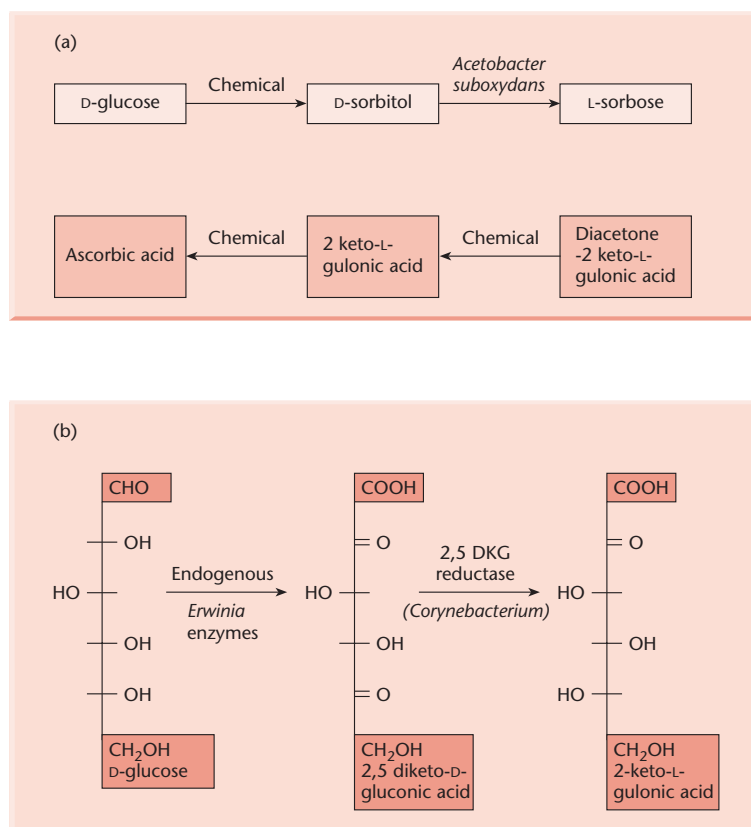 (a)
D-glucose
Chemical
D-sorbitol
Acetobacter
suboxydans
L-sorbose
Ascorbic acid
Chemical
2 keto-L-
gulonic acid
Chemical
Diacetone
-2 keto-L-
gulonic acid
(b)
CHO
OH
HO
OH
OH
CH₂OH
D-glucose
Endogenous
Erwinia
enzymes
COOH
O
HO
OH
O
CH₂OH
2,5 diketo-D-
gluconic acid
2,5 DKG
reductase
(Corynebacterium)
COOH
O
HO
OH
HO
CH₂OH
2-keto-L-
gulonic acid